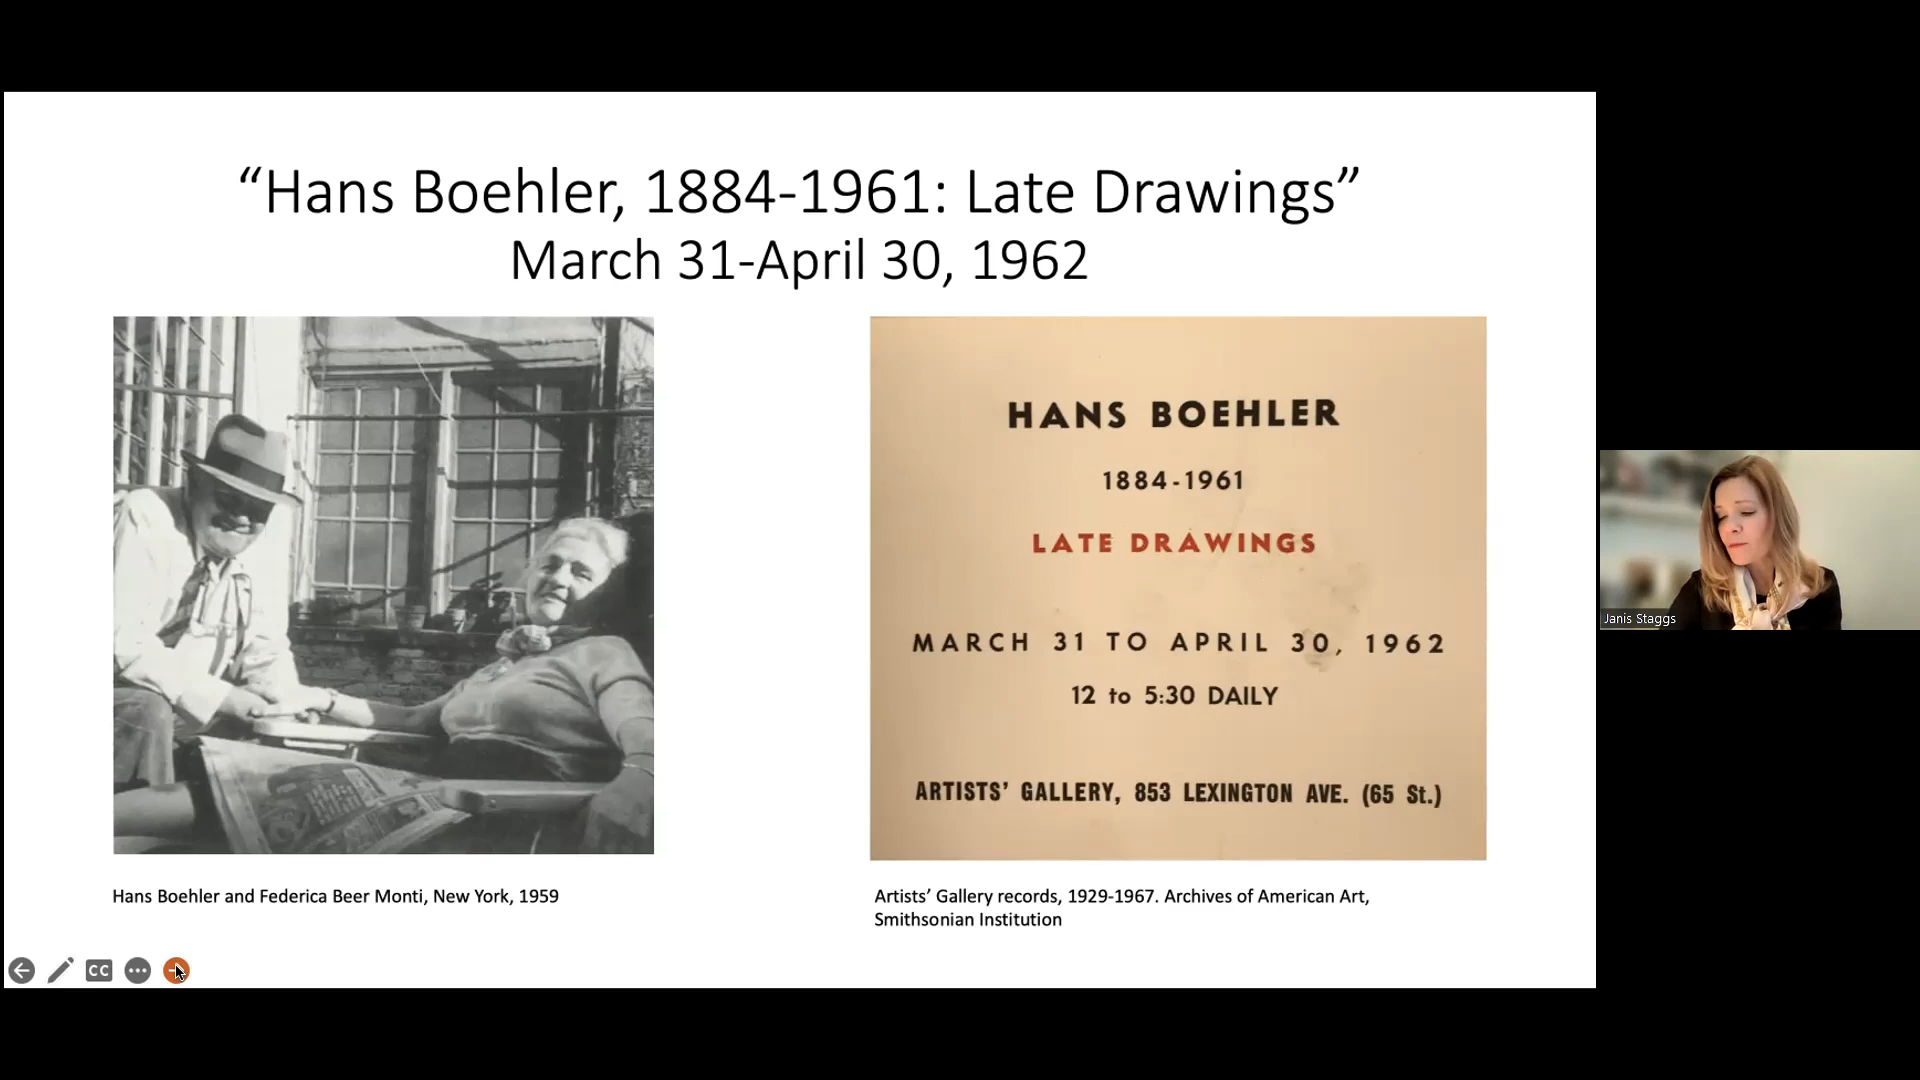 “Hans Boehler, 1884-1961: Late Drawings”
March 31-April 30, 1962
HANS BOEHLER
1884-1961
LATE DRAWINGS
MARCH 31 TO APRIL 30, 1962
12 to 5:30 DAILY
ARTISTS’ GALLERY, 853 LEXINGTON AVE. (65 St.)
Hans Boehler and Federica Beer Monti, New York, 1959
Artists’ Gallery records, 1929-1967. Archives of American Art,
Smithsonian Institution
CC
Janis Staggs